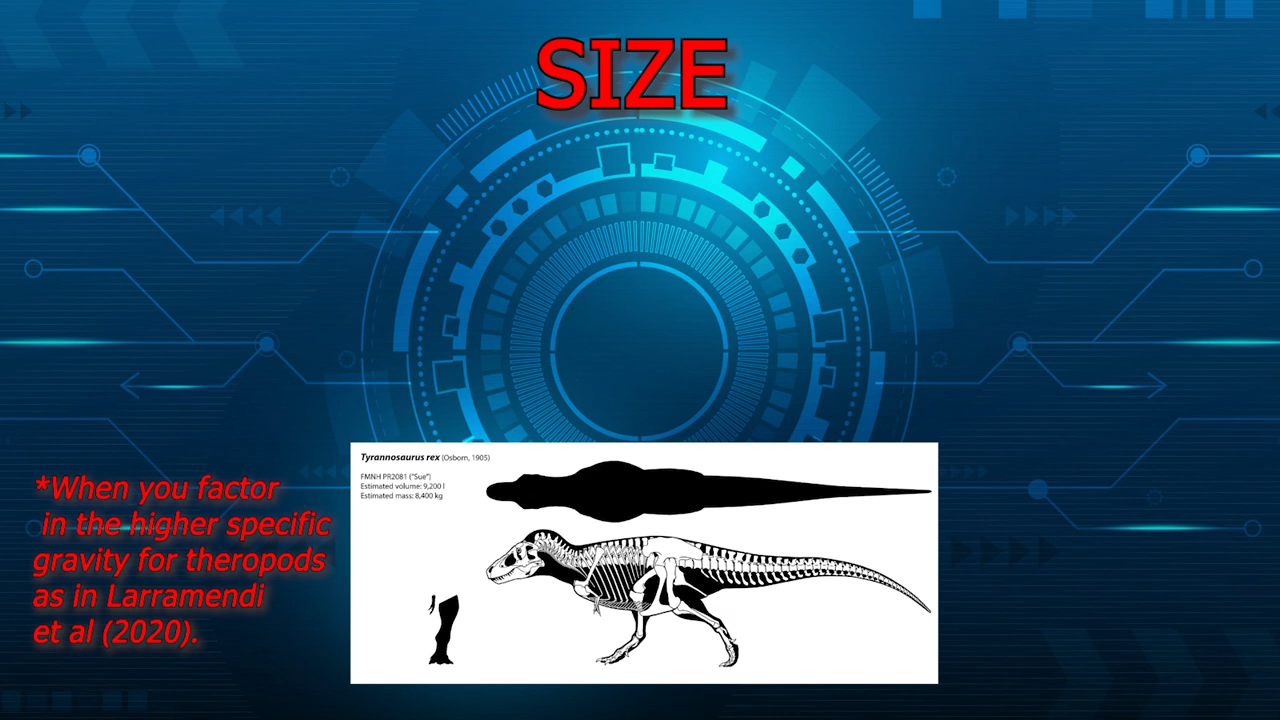 SIZE
Tyrannosaurus rex (Osborn, 1905)
FMNH PR2081 ("Sue")
Estimated volume: 9,200 l
Estimated mass: 8,400 kg
*When you factor
in the higher specific
gravity for theropods
as in Larramendi
et al (2020).